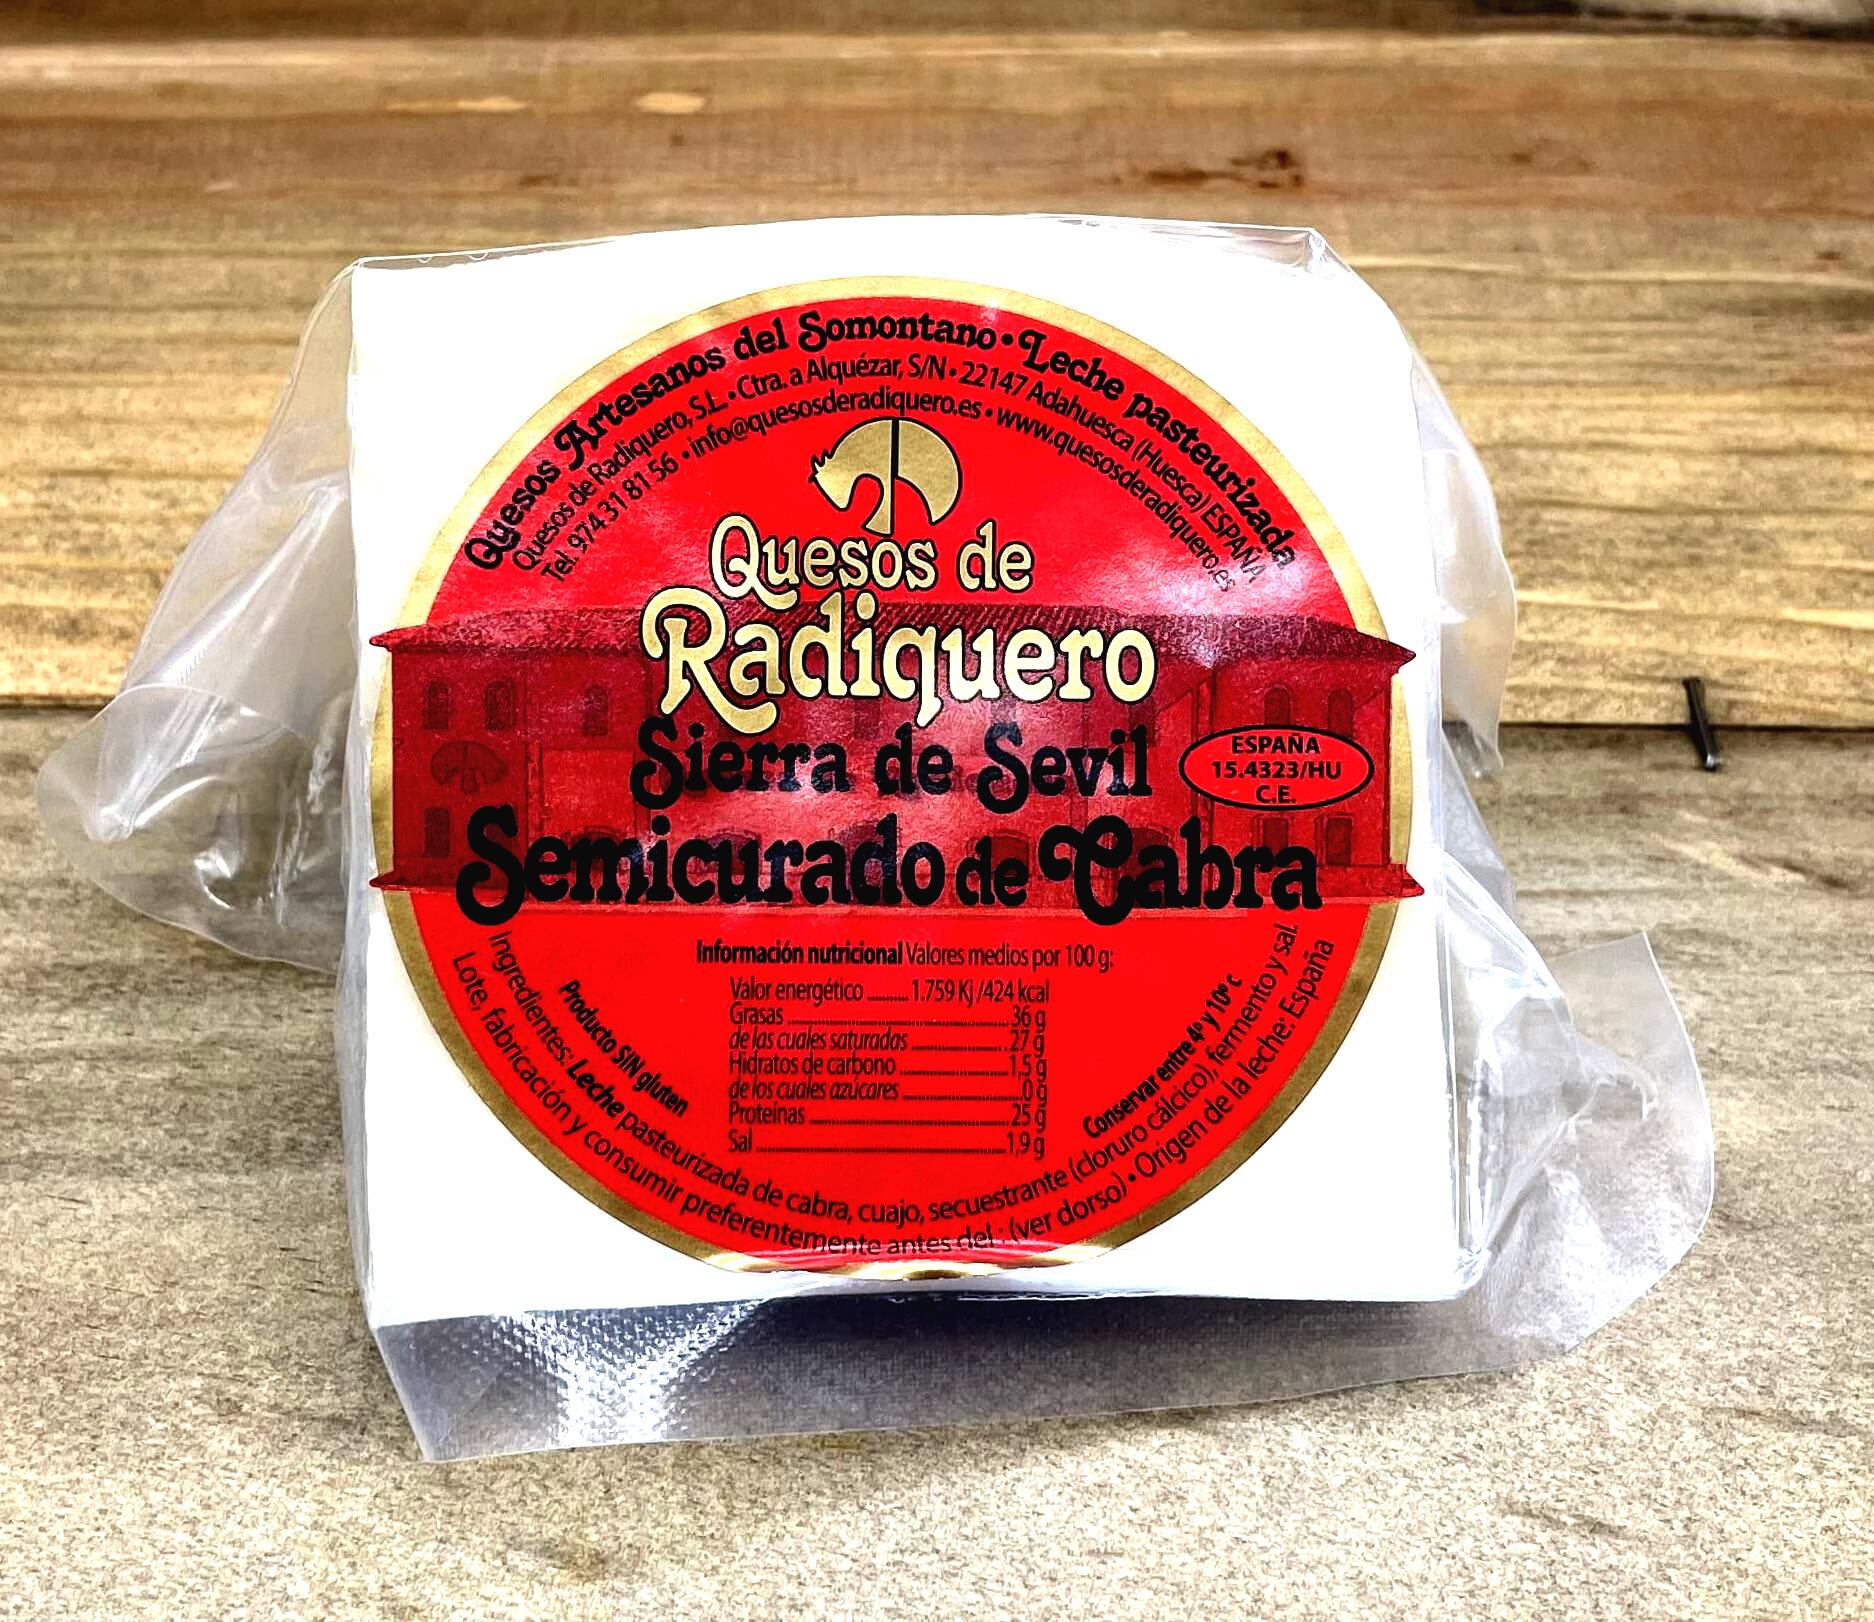 Quesos Artesanos del Somontano • Leche pasteurizada
Quesos de Radiquero, S.L. • Ctra. a Alquézar, S/N • 22147 Adahuesca (Huesca) ESPAÑA
Tel. 974 31 81 56 • info@quesosderadiquero.es • www.quesosderadiquero.es
Quesos de
Radiquero
Sierra de Sevil
ESPAÑA
15.4323/HU
C.E.
Semicurado de Cabra
Información nutricional Valores medios por 100 g:
Valor energético .......... 1.759 Kj /424 kcal
Grasas .......... 36 g
de las cuales saturadas .......... 27 g
Hidratos de carbono .......... 1,5 g
de los cuales azúcares .......... 0 g
Proteínas .......... 25 g
Sal .......... 1,9 g
Producto SIN gluten
Conservar entre 4º y 10º C
Ingredientes: Leche pasteurizada de cabra, cuajo, secuestrante (cloruro cálcico), fermento y sal.
Lote, fabricación y consumir preferentemente antes del : (ver dorso) • Origen de la leche: España